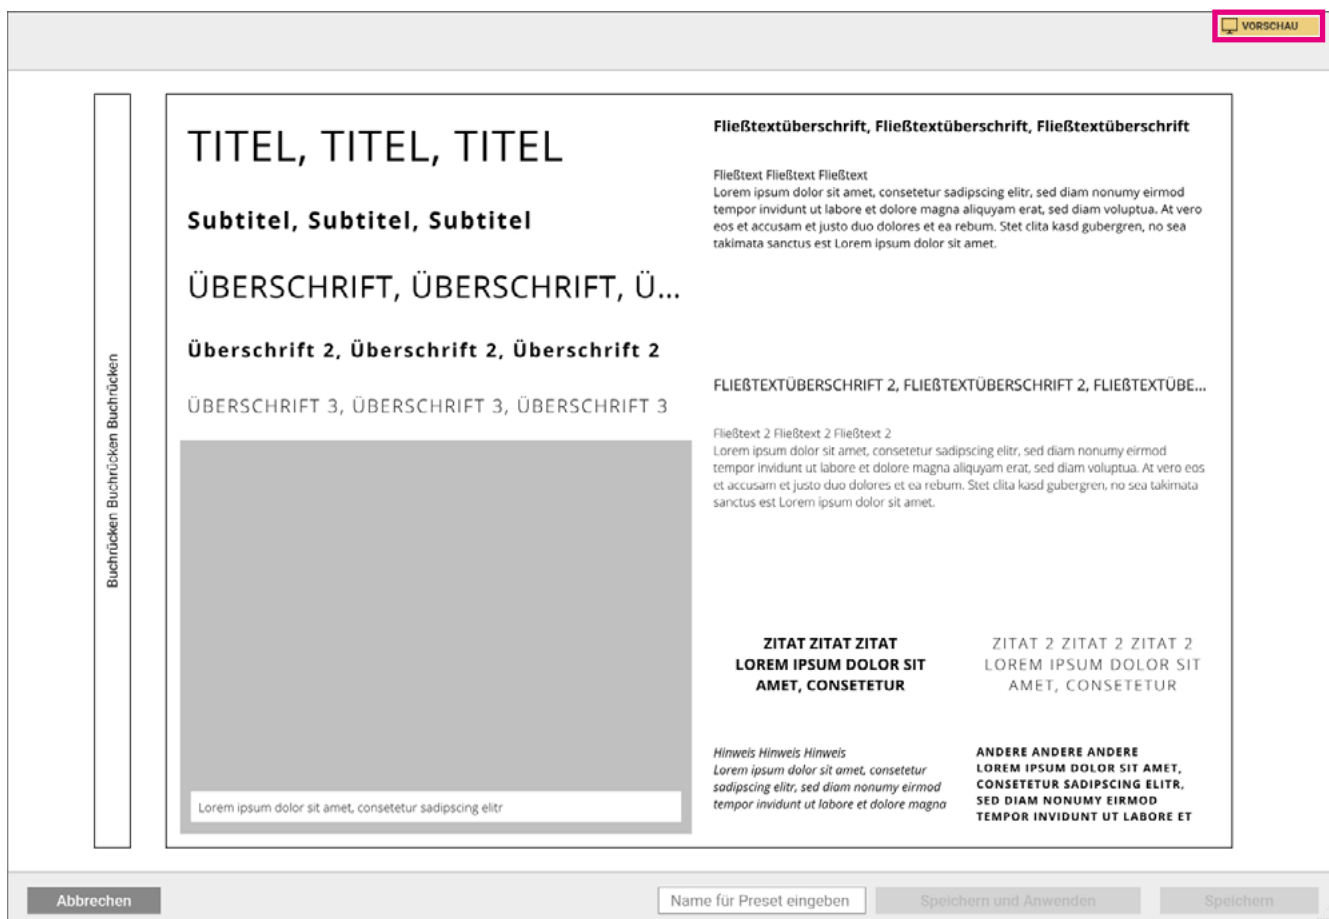 VORSCHAU
Buchrücken Buchrücken Buchrücken
TITEL, TITEL, TITEL
Subtitel, Subtitel, Subtitel
ÜBERSCHRIFT, ÜBERSCHRIFT, Ü...
Überschrift 2, Überschrift 2, Überschrift 2
ÜBERSCHRIFT 3, ÜBERSCHRIFT 3, ÜBERSCHRIFT 3
Lorem ipsum dolor sit amet, consetetur sadipscing elitr
Fließtextüberschrift, Fließtextüberschrift, Fließtextüberschrift
Fließtext Fließtext Fließtext
Lorem ipsum dolor sit amet, consetetur sadipscing elitr, sed diam nonumy eirmod
tempor invidunt ut labore et dolore magna aliquyam erat, sed diam voluptua. At vero
eos et accusam et justo duo dolores et ea rebum. Stet clita kasd gubergren, no sea
takimata sanctus est Lorem ipsum dolor sit amet.
FLIEßTEXTÜBERSCHRIFT 2, FLIEßTEXTÜBERSCHRIFT 2, FLIEßTEXTÜBE...
Fließtext 2 Fließtext 2 Fließtext 2
Lorem ipsum dolor sit amet, consetetur sadipscing elitr, sed diam nonumy eirmod
tempor invidunt ut labore et dolore magna aliquyam erat, sed diam voluptua. At vero eos
et accusam et justo duo dolores et ea rebum. Stet clita kasd gubergren, no sea takimata
sanctus est Lorem ipsum dolor sit amet.
ZITAT ZITAT ZITAT
LOREM IPSUM DOLOR SIT
AMET, CONSETETUR
ZITAT 2 ZITAT 2 ZITAT 2
LOREM IPSUM DOLOR SIT
AMET, CONSETETUR
Hinweis Hinweis Hinweis
Lorem ipsum dolor sit amet, consetetur
sadipscing elitr, sed diam nonumy eirmod
tempor invidunt ut labore et dolore magna
ANDERE ANDERE ANDERE
LOREM IPSUM DOLOR SIT AMET,
CONSETETUR SADIPSCING ELITR,
SED DIAM NONUMY EIRMOD
TEMPOR INVIDUNT UT LABORE ET
Abbrechen
Name für Preset eingeben
Speichern und Anwenden
Speichern